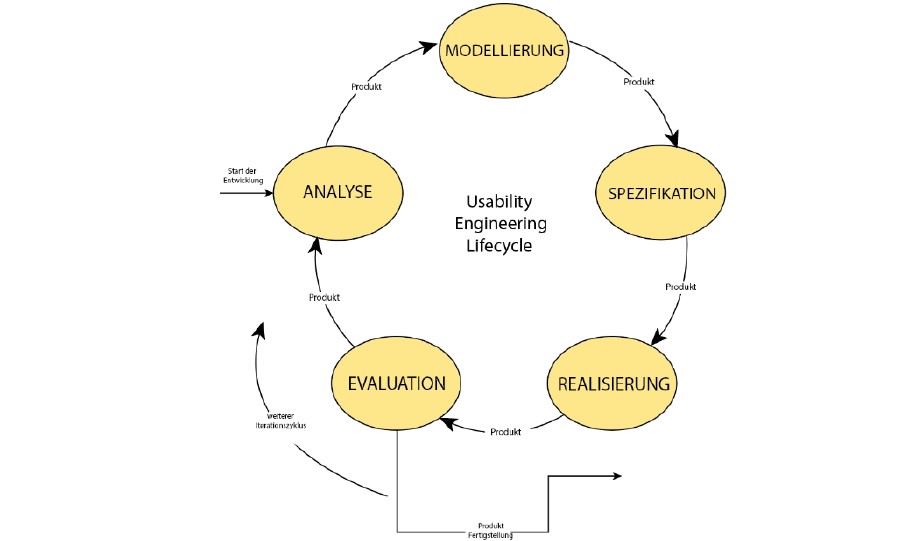 MODELLIERUNG
Produkt
Produkt
Start der
Entwicklung
ANALYSE
SPEZIFIKATION
Usability
Engineering
Lifecycle
Produkt
Produkt
EVALUATION
REALISIERUNG
weiterer
Iterationszyklus
Produkt
Produkt
Fertigstellung